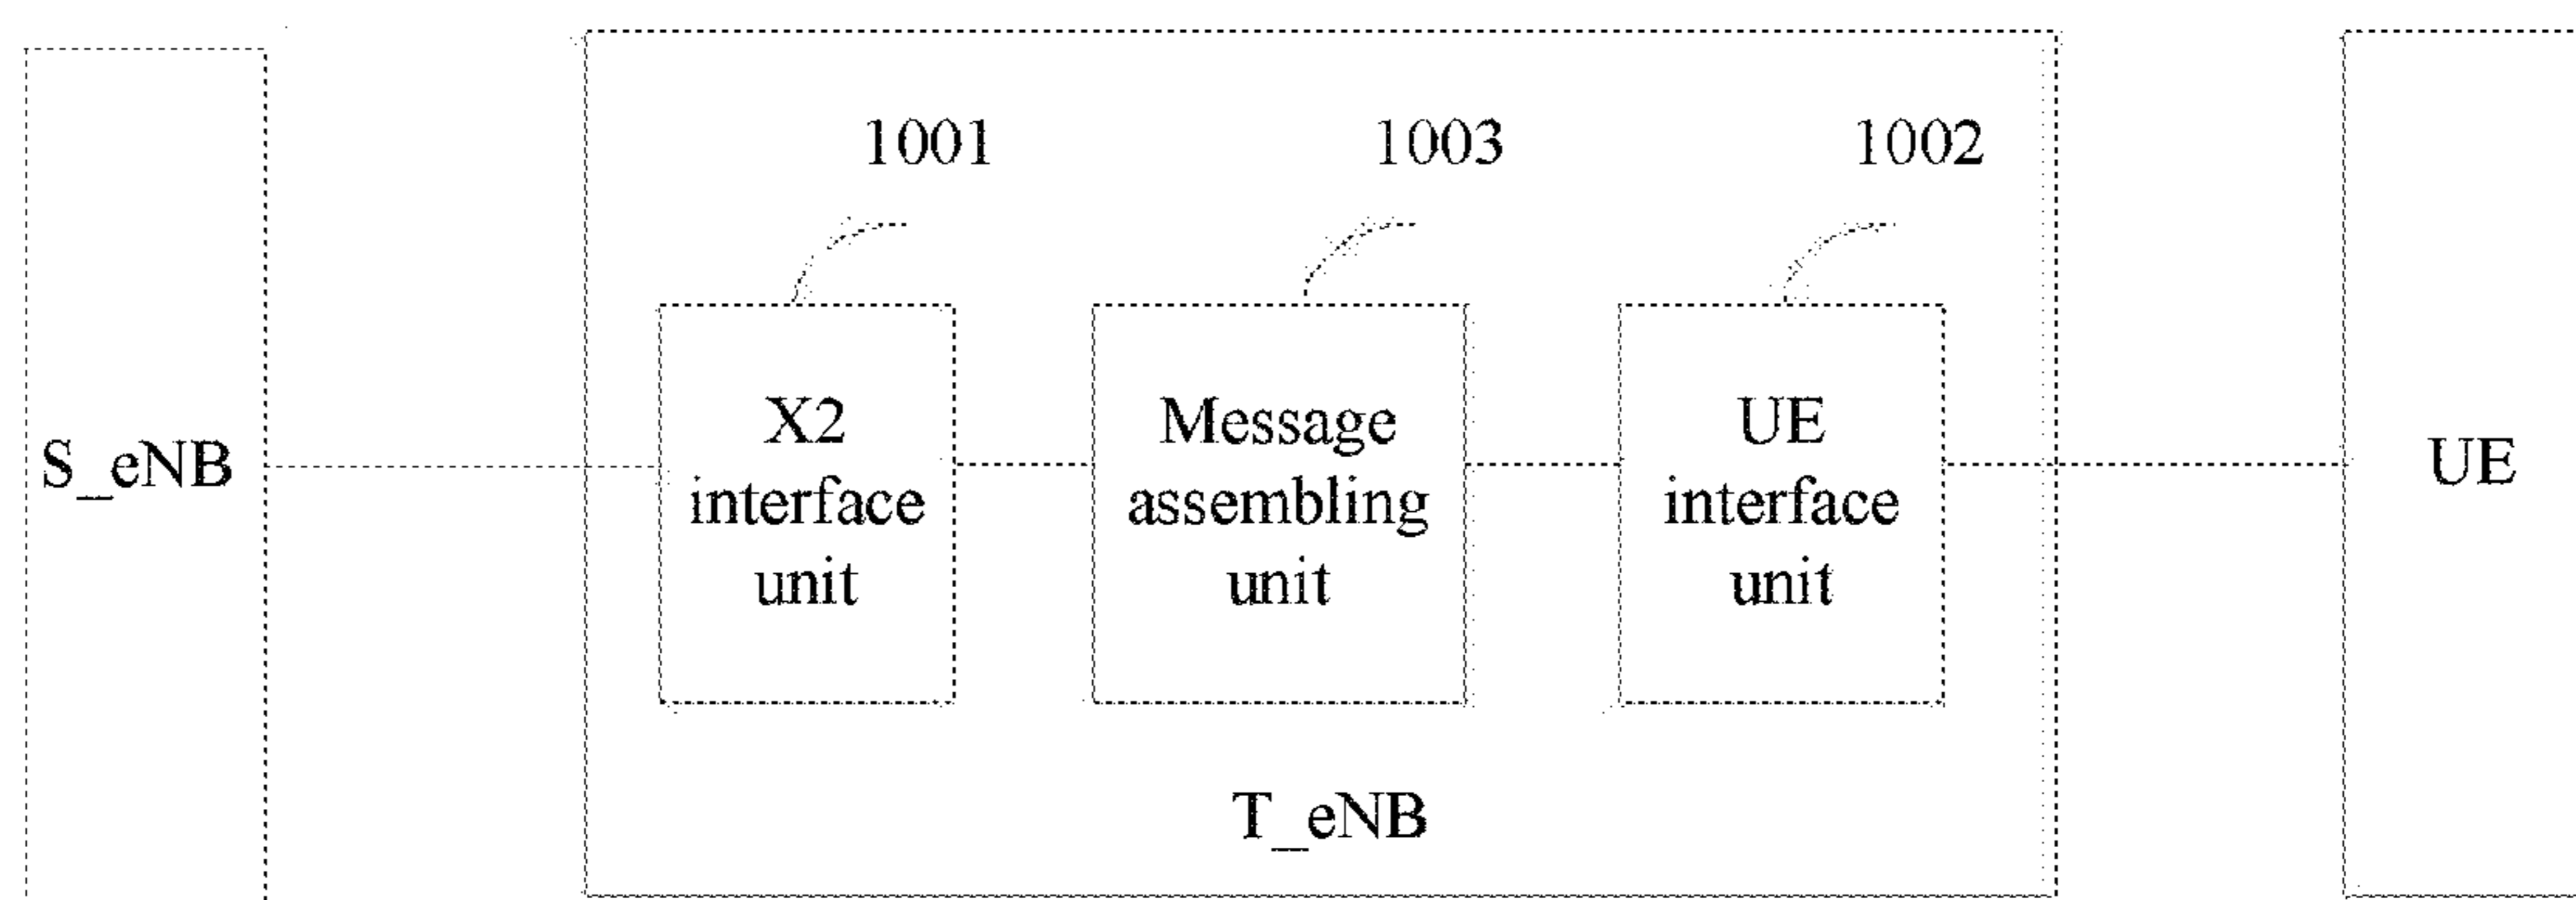 1001
1003
1002
S_eNB
X2
interface
unit
Message
assembling
unit
UE
interface
unit
UE
T_eNB